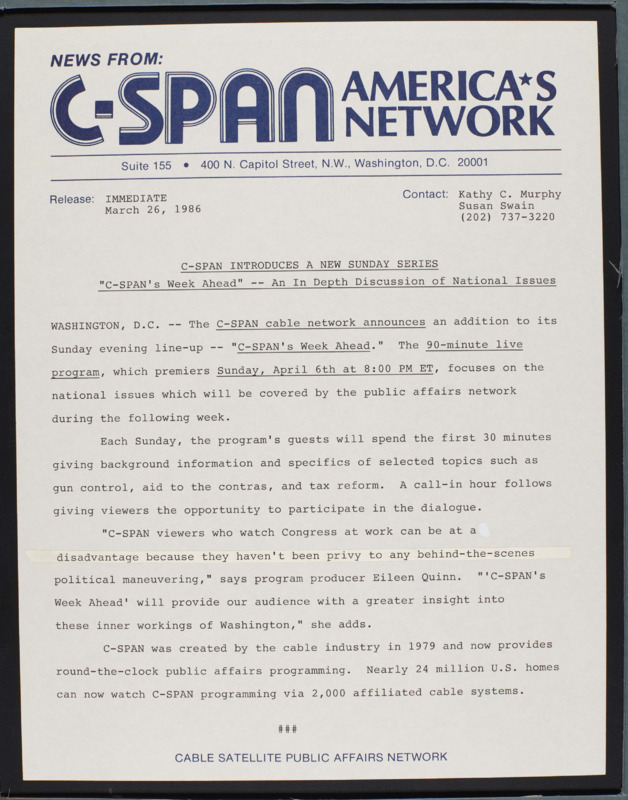 NEWS FROM:
C-SPAN AMERICA★S NETWORK
Suite 155 • 400 N. Capitol Street, N.W., Washington, D.C. 20001
Release: IMMEDIATE
March 26, 1986
Contact: Kathy C. Murphy
Susan Swain
(202) 737-3220
C-SPAN INTRODUCES A NEW SUNDAY SERIES
"C-SPAN's Week Ahead" -- An In Depth Discussion of National Issues
WASHINGTON, D.C. -- The C-SPAN cable network announces an addition to its
Sunday evening line-up -- "C-SPAN's Week Ahead." The 90-minute live
program, which premiers Sunday, April 6th at 8:00 PM ET, focuses on the
national issues which will be covered by the public affairs network
during the following week.
Each Sunday, the program's guests will spend the first 30 minutes
giving background information and specifics of selected topics such as
gun control, aid to the contras, and tax reform. A call-in hour follows
giving viewers the opportunity to participate in the dialogue.
"C-SPAN viewers who watch Congress at work can be at a
disadvantage because they haven't been privy to any behind-the-scenes
political maneuvering," says program producer Eileen Quinn. "'C-SPAN's
Week Ahead' will provide our audience with a greater insight into
these inner workings of Washington," she adds.
C-SPAN was created by the cable industry in 1979 and now provides
round-the-clock public affairs programming. Nearly 24 million U.S. homes
can now watch C-SPAN programming via 2,000 affiliated cable systems.
###
CABLE SATELLITE PUBLIC AFFAIRS NETWORK